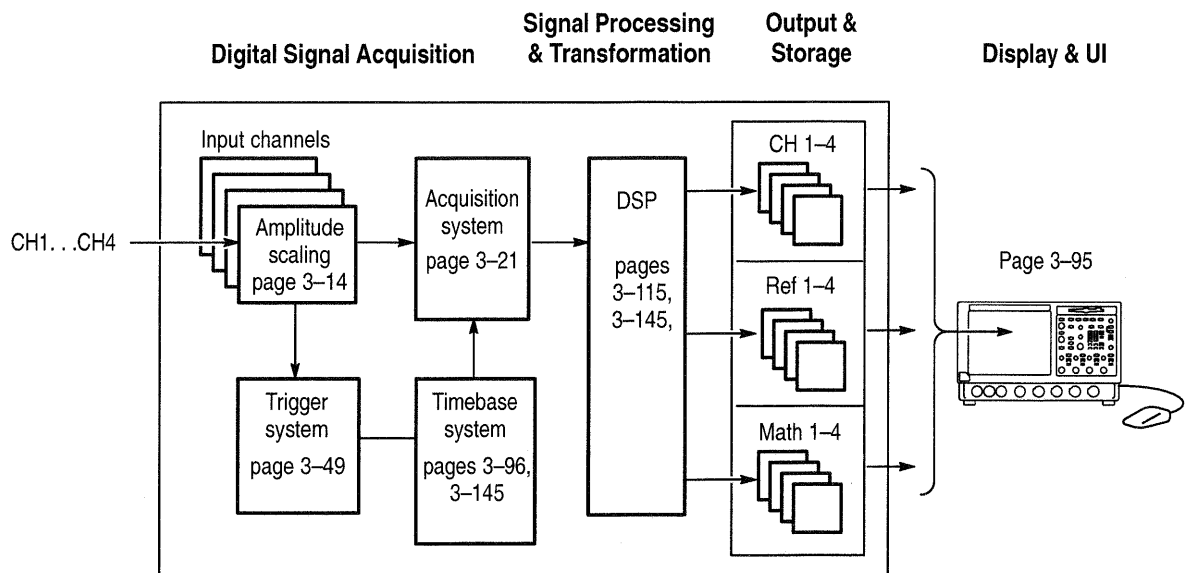 Digital Signal Acquisition
Signal Processing
& Transformation
Output &
Storage
Display & UI
Input channels
CH1. . .CH4
Amplitude
scaling
page 3–14
Acquisition
system
page 3–21
Trigger
system
page 3–49
Timebase
system
pages 3–96,
3–145
DSP
pages
3–115,
3–145,
CH 1–4
Ref 1–4
Math 1–4
Page 3–95